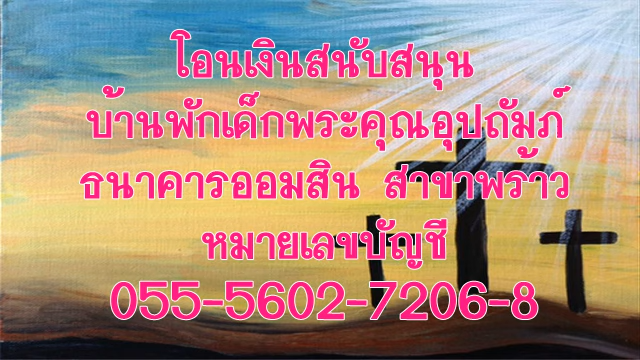 โอนเงินสนับสนุน
บ้านพักเด็กพระคุณอุปถัมภ์
ธนาคารออมสิน สาขาพร้าว
หมายเลขบัญชี
055-5602-7206-8